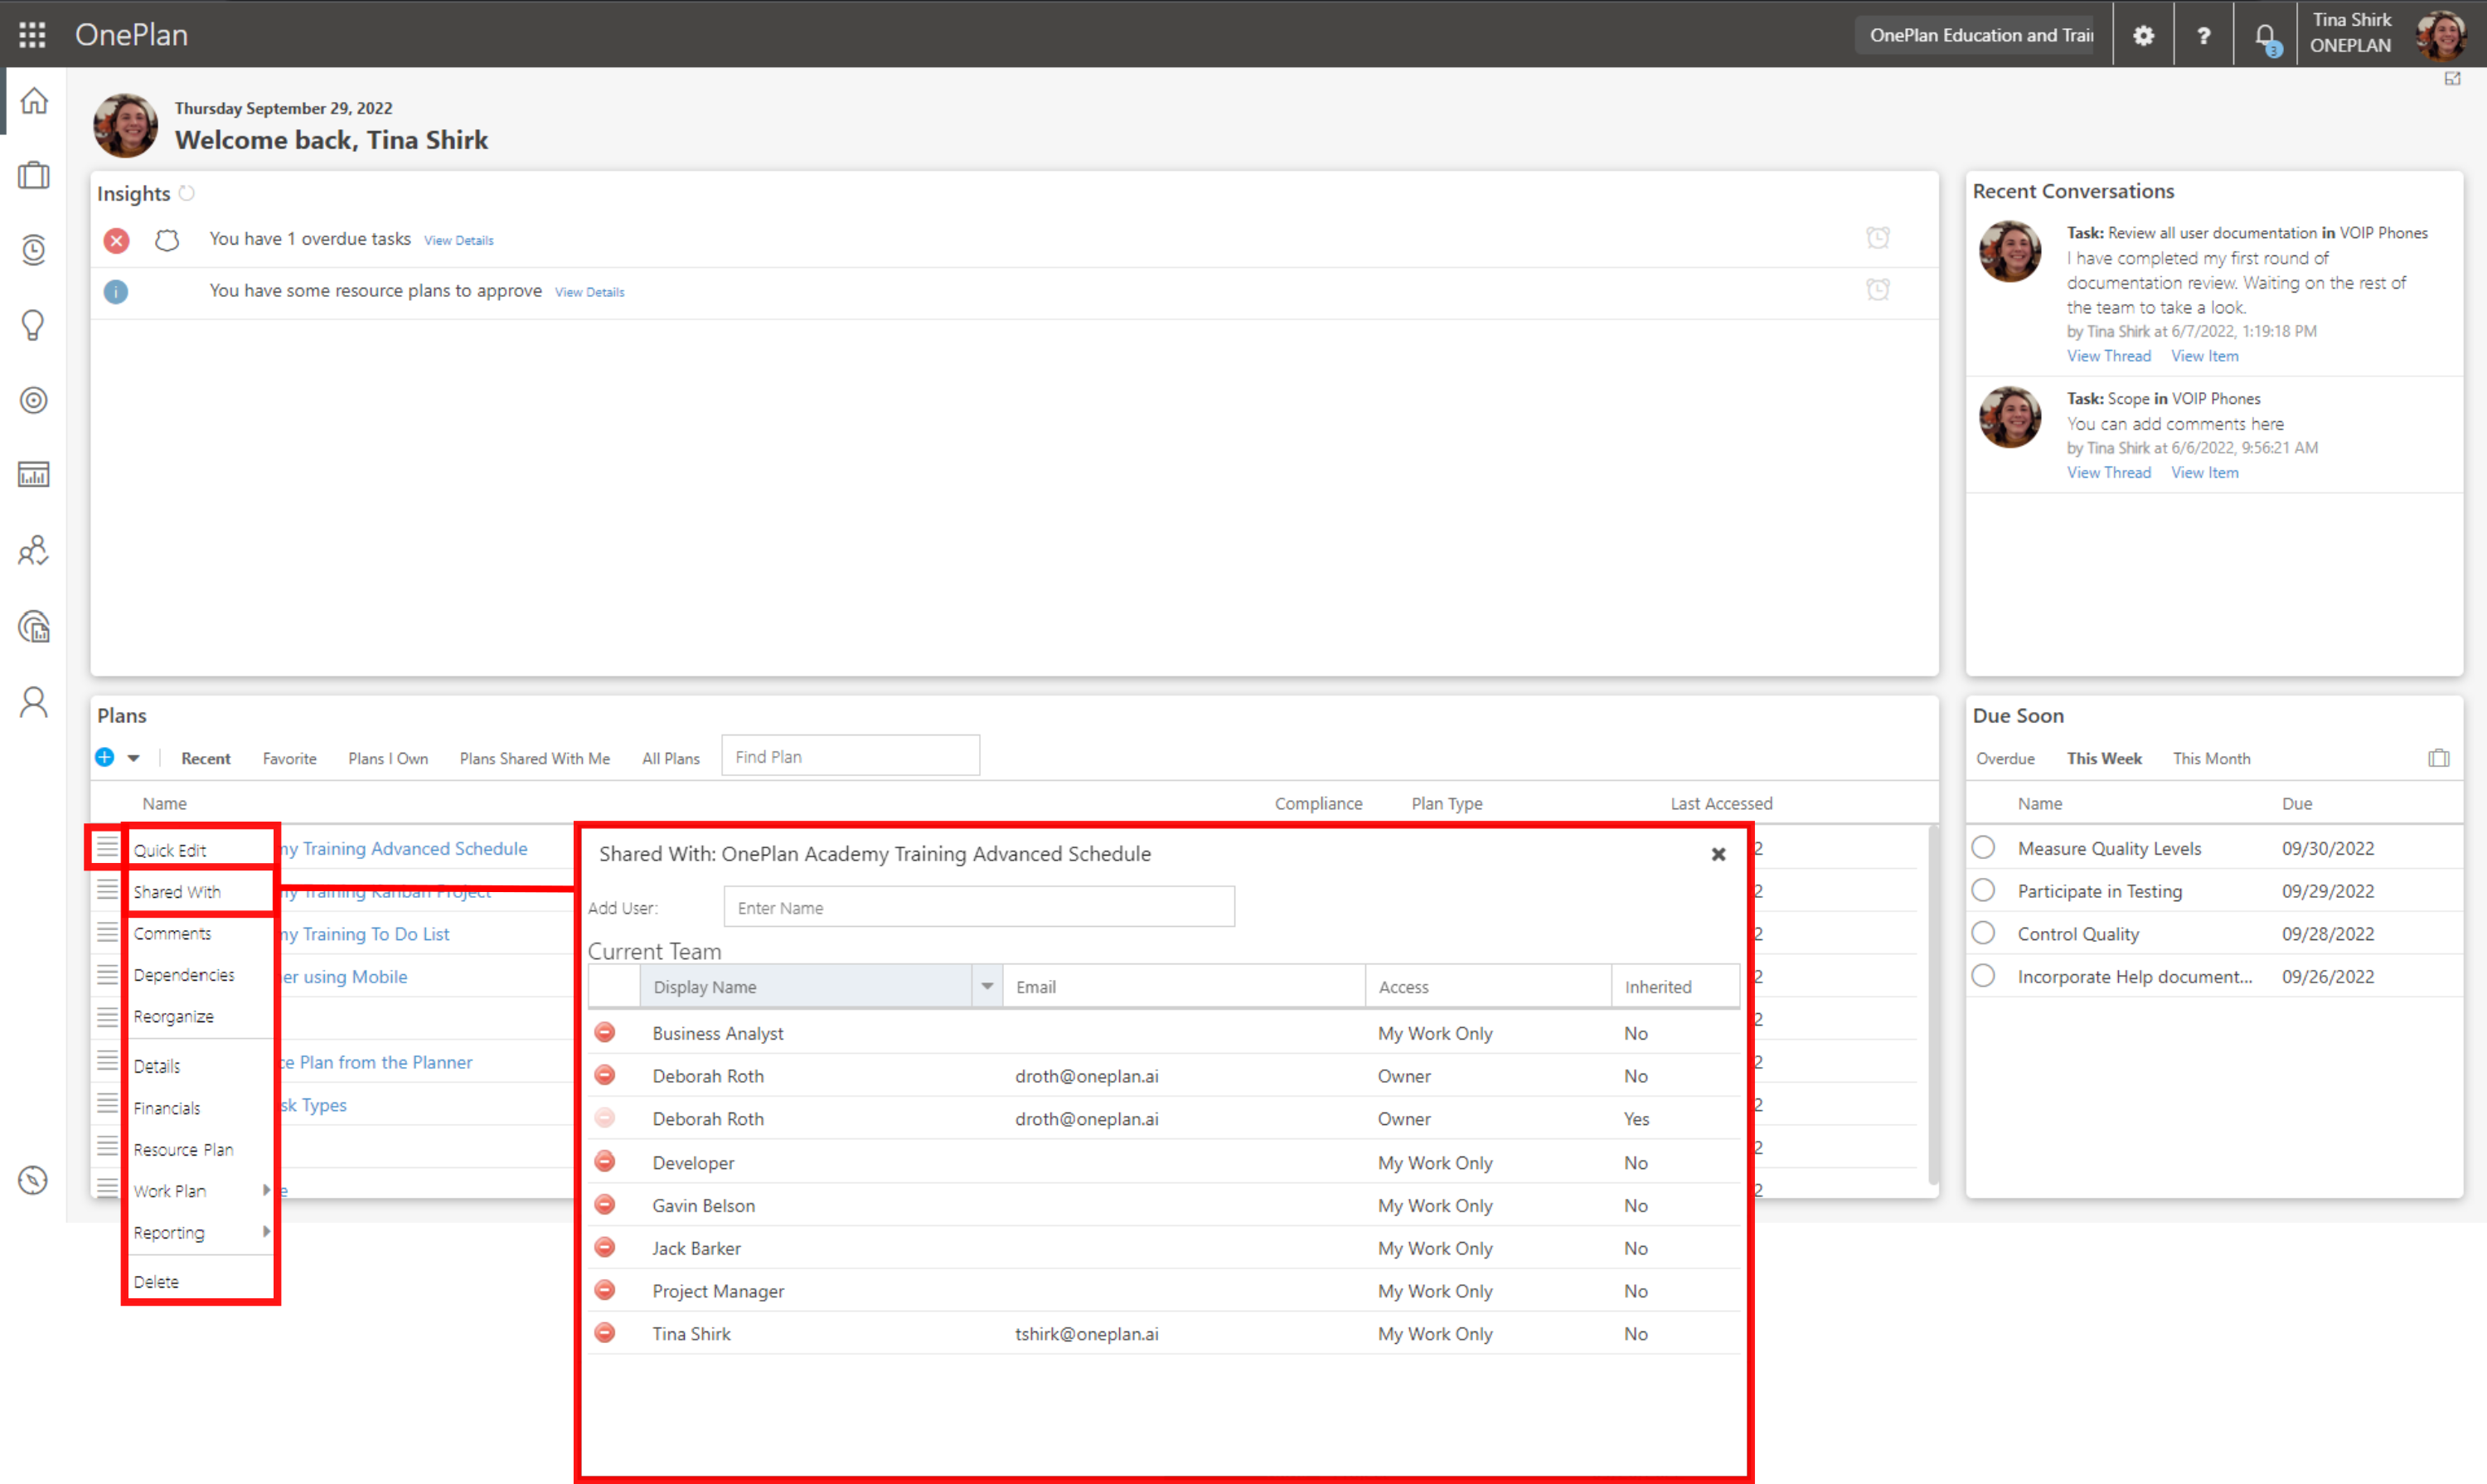 OnePlan
OnePlan Education and Trai
?
3
Tina Shirk
ONEPLAN
Thursday September 29, 2022
Welcome back, Tina Shirk
Insights
You have 1 overdue tasks View Details
You have some resource plans to approve View Details
Recent Conversations
Task: Review all user documentation in VOIP Phones
I have completed my first round of
documentation review. Waiting on the rest of
the team to take a look.
by Tina Shirk at 6/7/2022, 1:19:18 PM
View Thread View Item
Task: Scope in VOIP Phones
You can add comments here
by Tina Shirk at 6/6/2022, 9:56:21 AM
View Thread View Item
Plans
Recent Favorite Plans I Own Plans Shared With Me All Plans Find Plan
Name Compliance Plan Type Last Accessed
Quick Edit
Shared With
Comments
Dependencies
Reorganize
Details
Financials
Resource Plan
Work Plan
Reporting
Delete
my Training Advanced Schedule
my Training Kanban Project
my Training To Do List
er using Mobile
ce Plan from the Planner
sk Types
e
Shared With: OnePlan Academy Training Advanced Schedule
Add User: Enter Name
Current Team
Display Name Email Access Inherited
Business Analyst My Work Only No
Deborah Roth droth@oneplan.ai Owner No
Deborah Roth droth@oneplan.ai Owner Yes
Developer My Work Only No
Gavin Belson My Work Only No
Jack Barker My Work Only No
Project Manager My Work Only No
Tina Shirk tshirk@oneplan.ai My Work Only No
2
2
2
2
2
2
2
2
2
Due Soon
Overdue This Week This Month
Name Due
Measure Quality Levels 09/30/2022
Participate in Testing 09/29/2022
Control Quality 09/28/2022
Incorporate Help document... 09/26/2022